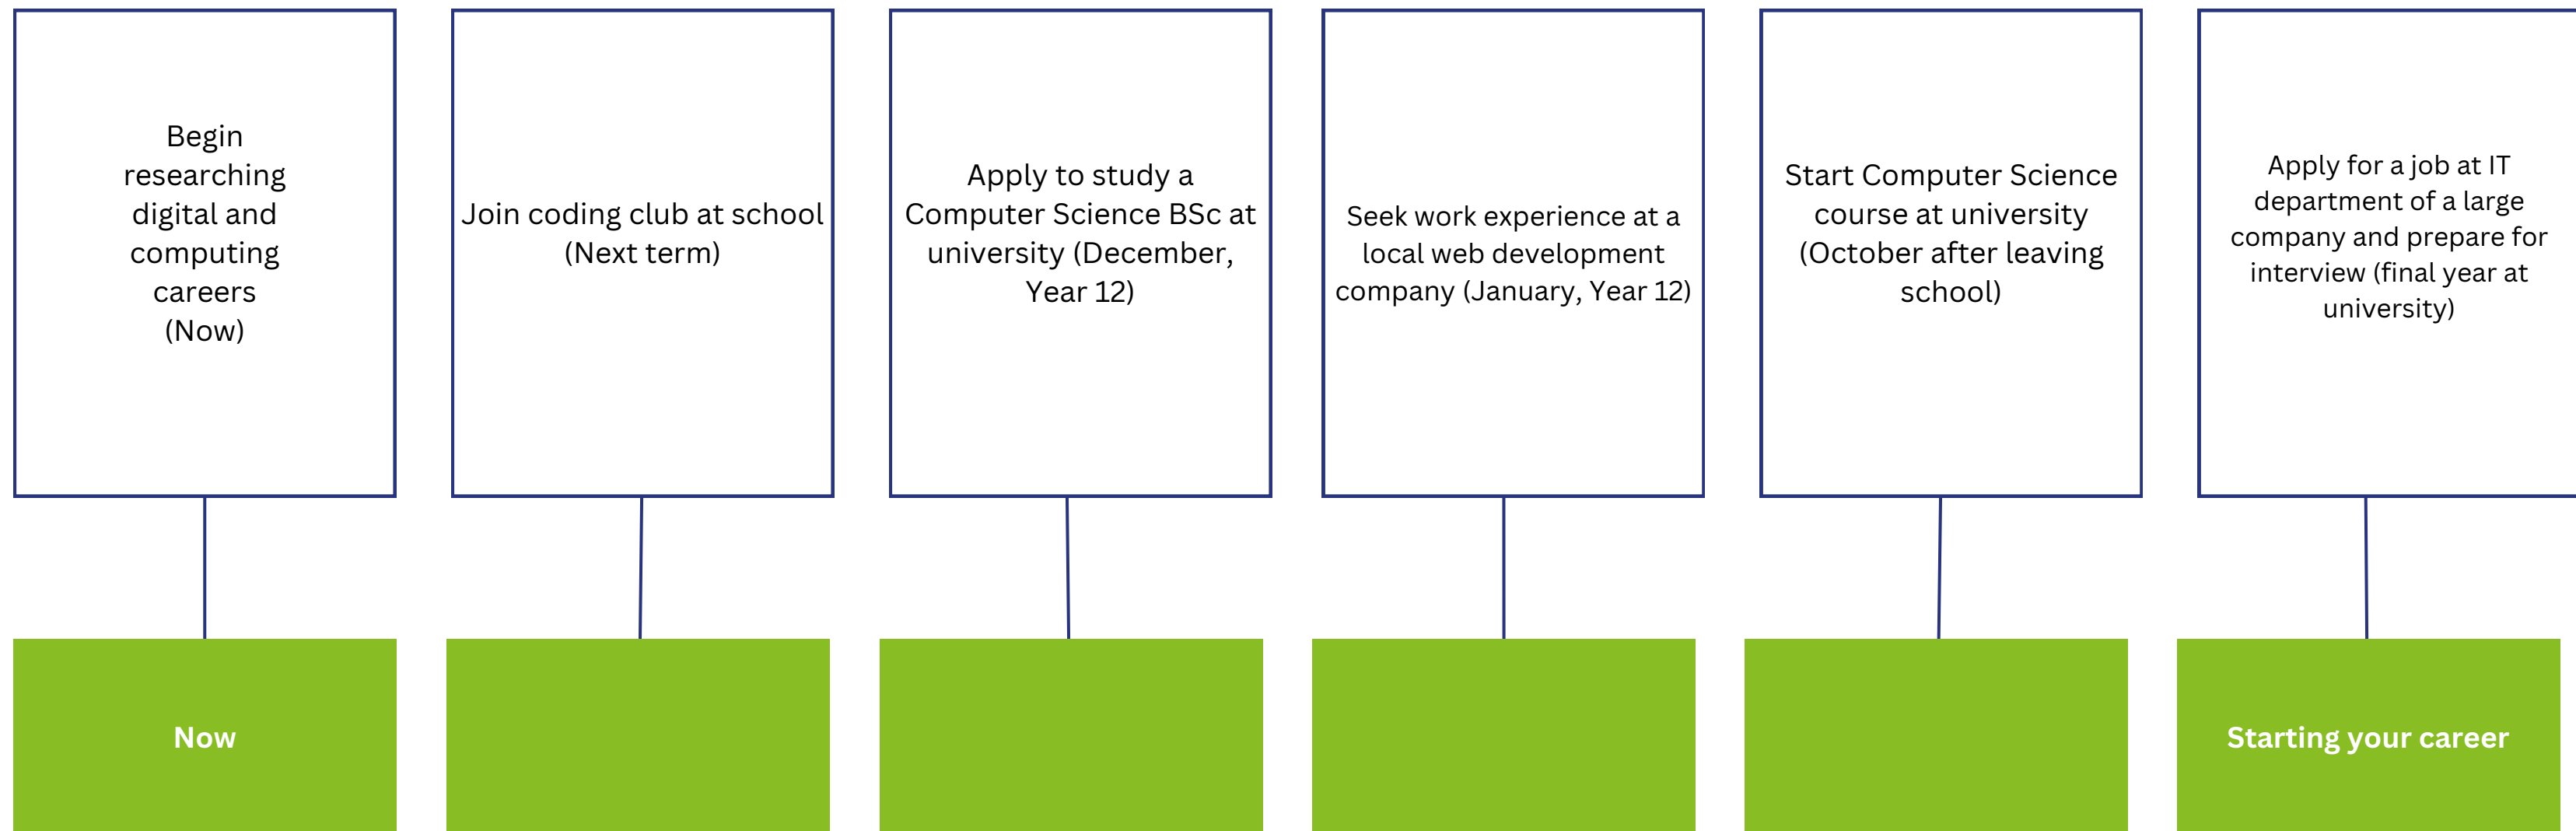 Begin
researching
digital and
computing
careers
(Now)
Join coding club at school
(Next term)
Apply to study a
Computer Science BSc at
university (December,
Year 12)
Seek work experience at a
local web development
company (January, Year 12)
Start Computer Science
course at university
(October after leaving
school)
Apply for a job at IT
department of a large
company and prepare for
interview (final year at
university)
Now
Starting your career